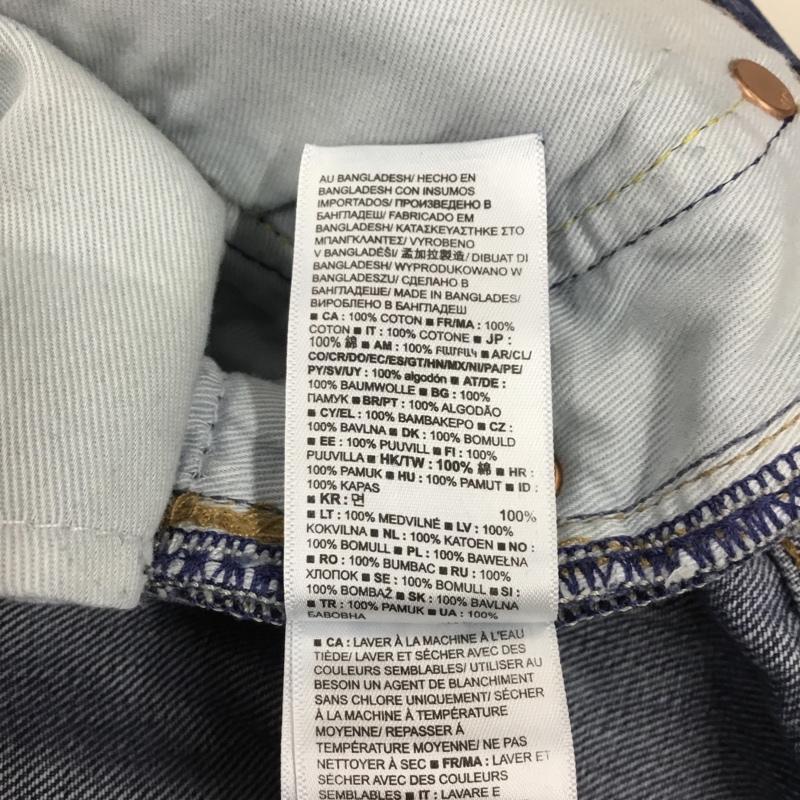 AU BANGLADESH/ HECHO EN
BANGLADESH CON INSUMOS
IMPORTADOS/ ПРОИЗВЕДЕНО В
БАНГЛАДЕШ/ FABRICADO EM
BANGLADESH/ ΚΑΤΑΣΚΕΥΑΣΤΗΚΕ ΣΤΟ
ΜΠΑΝΓΚΛΑΝΤΕΣ/ VYROBENO
V BANGLADÉŠI/ 孟加拉製造/ DIBUAT DI
BANGLADESH/ WYPRODUKOWANO W
BANGLADESZU/ СДЕЛАНО В
БАНГЛАДЕШЕ/ MADE IN BANGLADES/
ВИРОБЛЕНО В БАНГЛАДЕШ
■ CA : 100% COTON ■ FR/MA : 100%
COTON ■ IT : 100% COTONE ■ JP :
100% 綿 ■ AM : 100% ԲԱՄԲԱԿ ■ AR/CL/
CO/CR/DO/EC/ES/GT/HN/MX/NI/PA/PE/
PY/SV/UY : 100% algodón ■ AT/DE :
100% BAUMWOLLE ■ BG : 100%
ПАМУК ■ BR/PT : 100% ALGODÃO
■ CY/EL : 100% ΒΑΜΒΑΚΕΡΟ ■ CZ :
100% BAVLNA ■ DK : 100% BOMULD
■ EE : 100% PUUVILL ■ FI : 100%
PUUVILLA ■ HK/TW : 100% 綿 ■ HR :
100% PAMUK ■ HU : 100% PAMUT ■ ID :
100% KAPAS
■ KR : 면 100%
■ LT : 100% MEDVILNĖ ■ LV : 100%
KOKVILNA ■ NL : 100% KATOEN ■ NO :
100% BOMULL ■ PL : 100% BAWEŁNA
■ RO : 100% BUMBAC ■ RU : 100%
ХЛОПОК ■ SE : 100% BOMULL ■ SI :
100% BOMBAŽ ■ SK : 100% BAVLNA
■ TR : 100% PAMUK ■ UA : 100%
БАВОВНА
■ CA : LAVER À LA MACHINE À L'EAU
TIÈDE/ LAVER ET SÉCHER AVEC DES
COULEURS SEMBLABLES/ UTILISER AU
BESOIN UN AGENT DE BLANCHIMENT
SANS CHLORE UNIQUEMENT/ SÉCHER
À LA MACHINE À TEMPÉRATURE
MOYENNE/ REPASSER À
TEMPÉRATURE MOYENNE/ NE PAS
NETTOYER À SEC ■ FR/MA : LAVER ET
SÉCHER AVEC DES COULEURS
SEMBLABLES ■ IT : LAVARE E